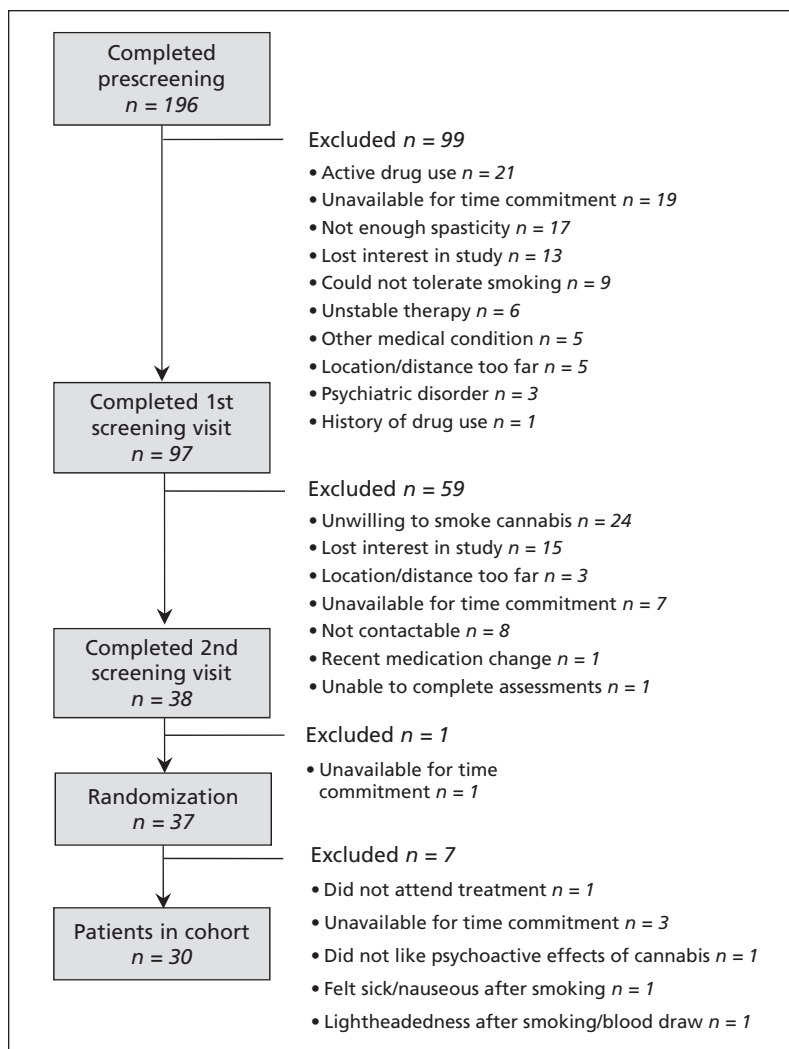 Completed
prescreening
n = 196
Excluded n = 99
• Active drug use n = 21
• Unavailable for time commitment n = 19
• Not enough spasticity n = 17
• Lost interest in study n = 13
• Could not tolerate smoking n = 9
• Unstable therapy n = 6
• Other medical condition n = 5
• Location/distance too far n = 5
• Psychiatric disorder n = 3
• History of drug use n = 1
Completed 1st
screening visit
n = 97
Excluded n = 59
• Unwilling to smoke cannabis n = 24
• Lost interest in study n = 15
• Location/distance too far n = 3
• Unavailable for time commitment n = 7
• Not contactable n = 8
• Recent medication change n = 1
• Unable to complete assessments n = 1
Completed 2nd
screening visit
n = 38
Excluded n = 1
• Unavailable for time
commitment n = 1
Randomization
n = 37
Excluded n = 7
• Did not attend treatment n = 1
• Unavailable for time commitment n = 3
• Did not like psychoactive effects of cannabis n = 1
• Felt sick/nauseous after smoking n = 1
• Lightheadedness after smoking/blood draw n = 1
Patients in cohort
n = 30